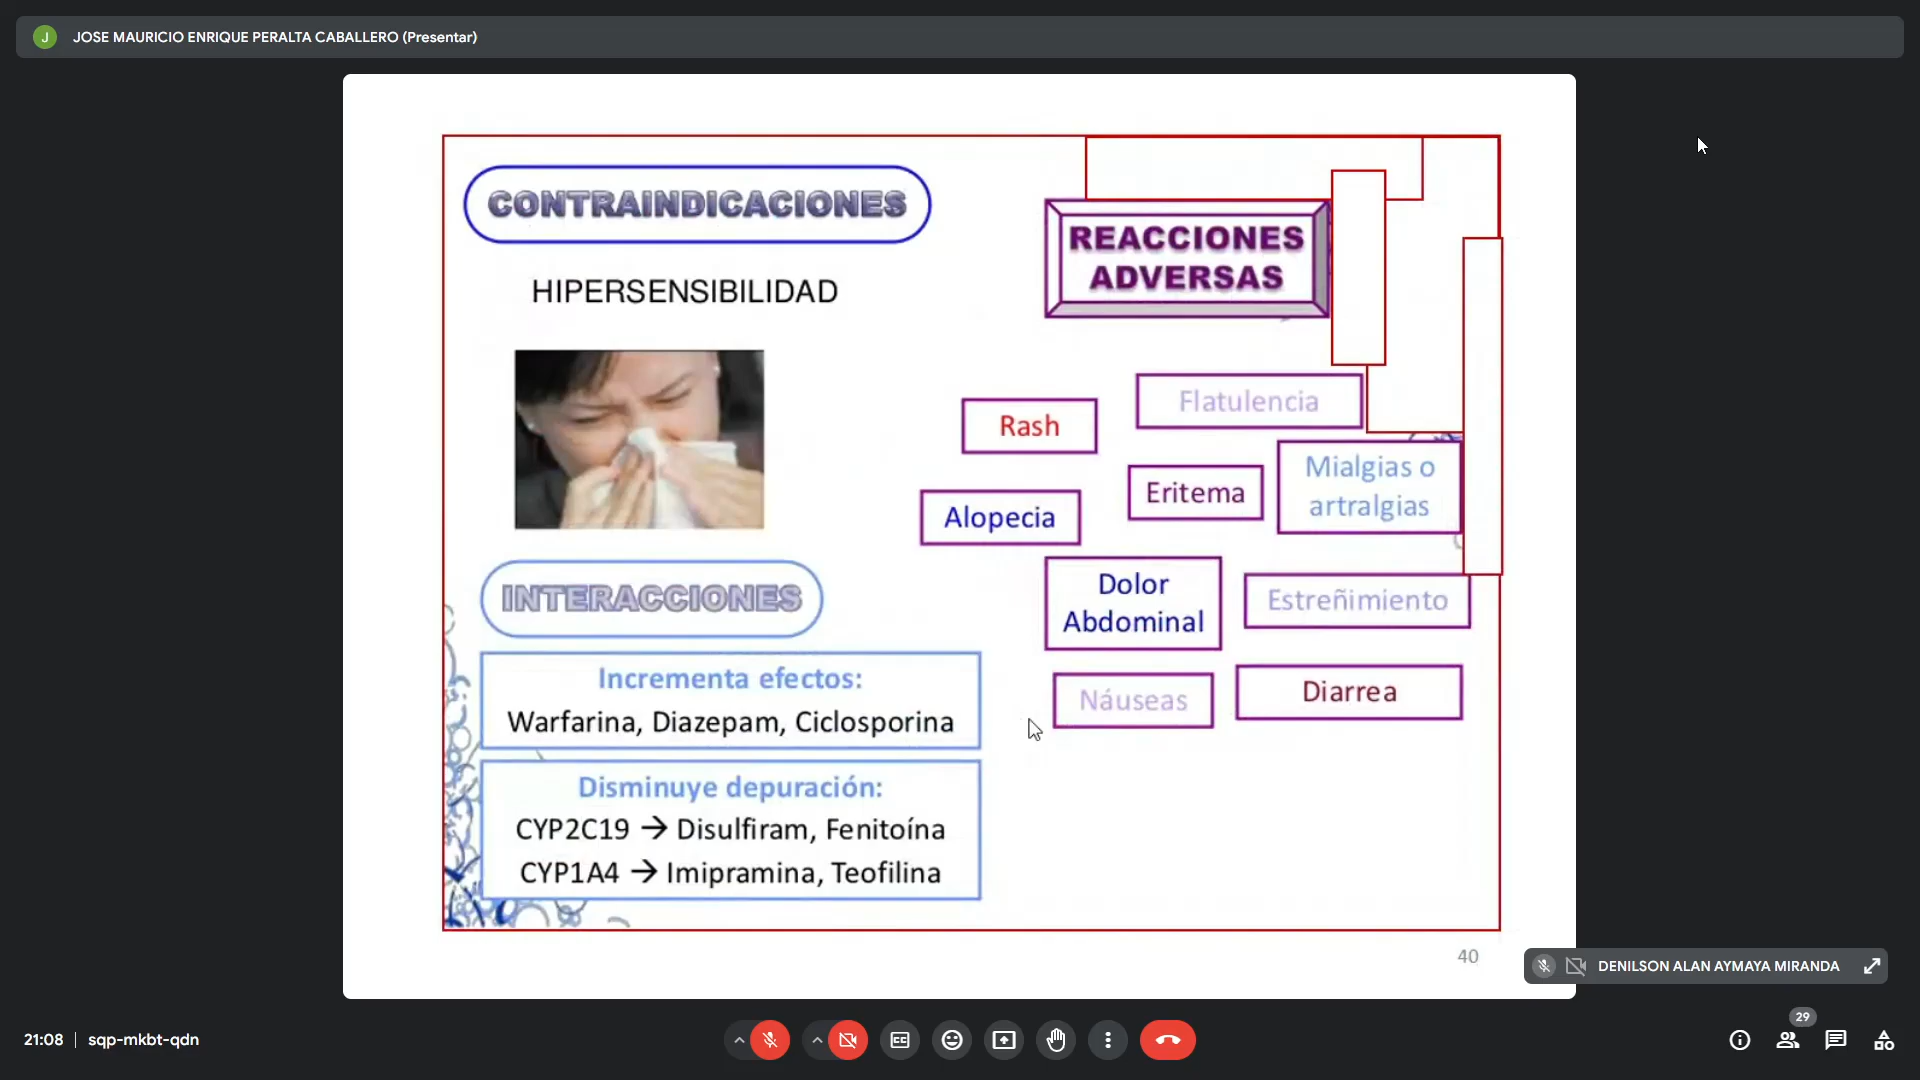 J
JOSE MAURICIO ENRIQUE PERALTA CABALLERO (Presentar)
CONTRAINDICACIONES
HIPERSENSIBILIDAD
INTERACCIONES
Incrementa efectos:
Warfarina, Diazepam, Ciclosporina
Disminuye depuración:
CYP2C19 → Disulfiram, Fenitoína
CYP1A4 → Imipramina, Teofilina
REACCIONES
ADVERSAS
Flatulencia
Rash
Mialgias o
artralgias
Eritema
Alopecia
Dolor
Abdominal
Estreñimiento
Náuseas
Diarrea
40
DENILSON ALAN AYMAYA MIRANDA
21:08 | sqp-mkbt-qdn
CC
29